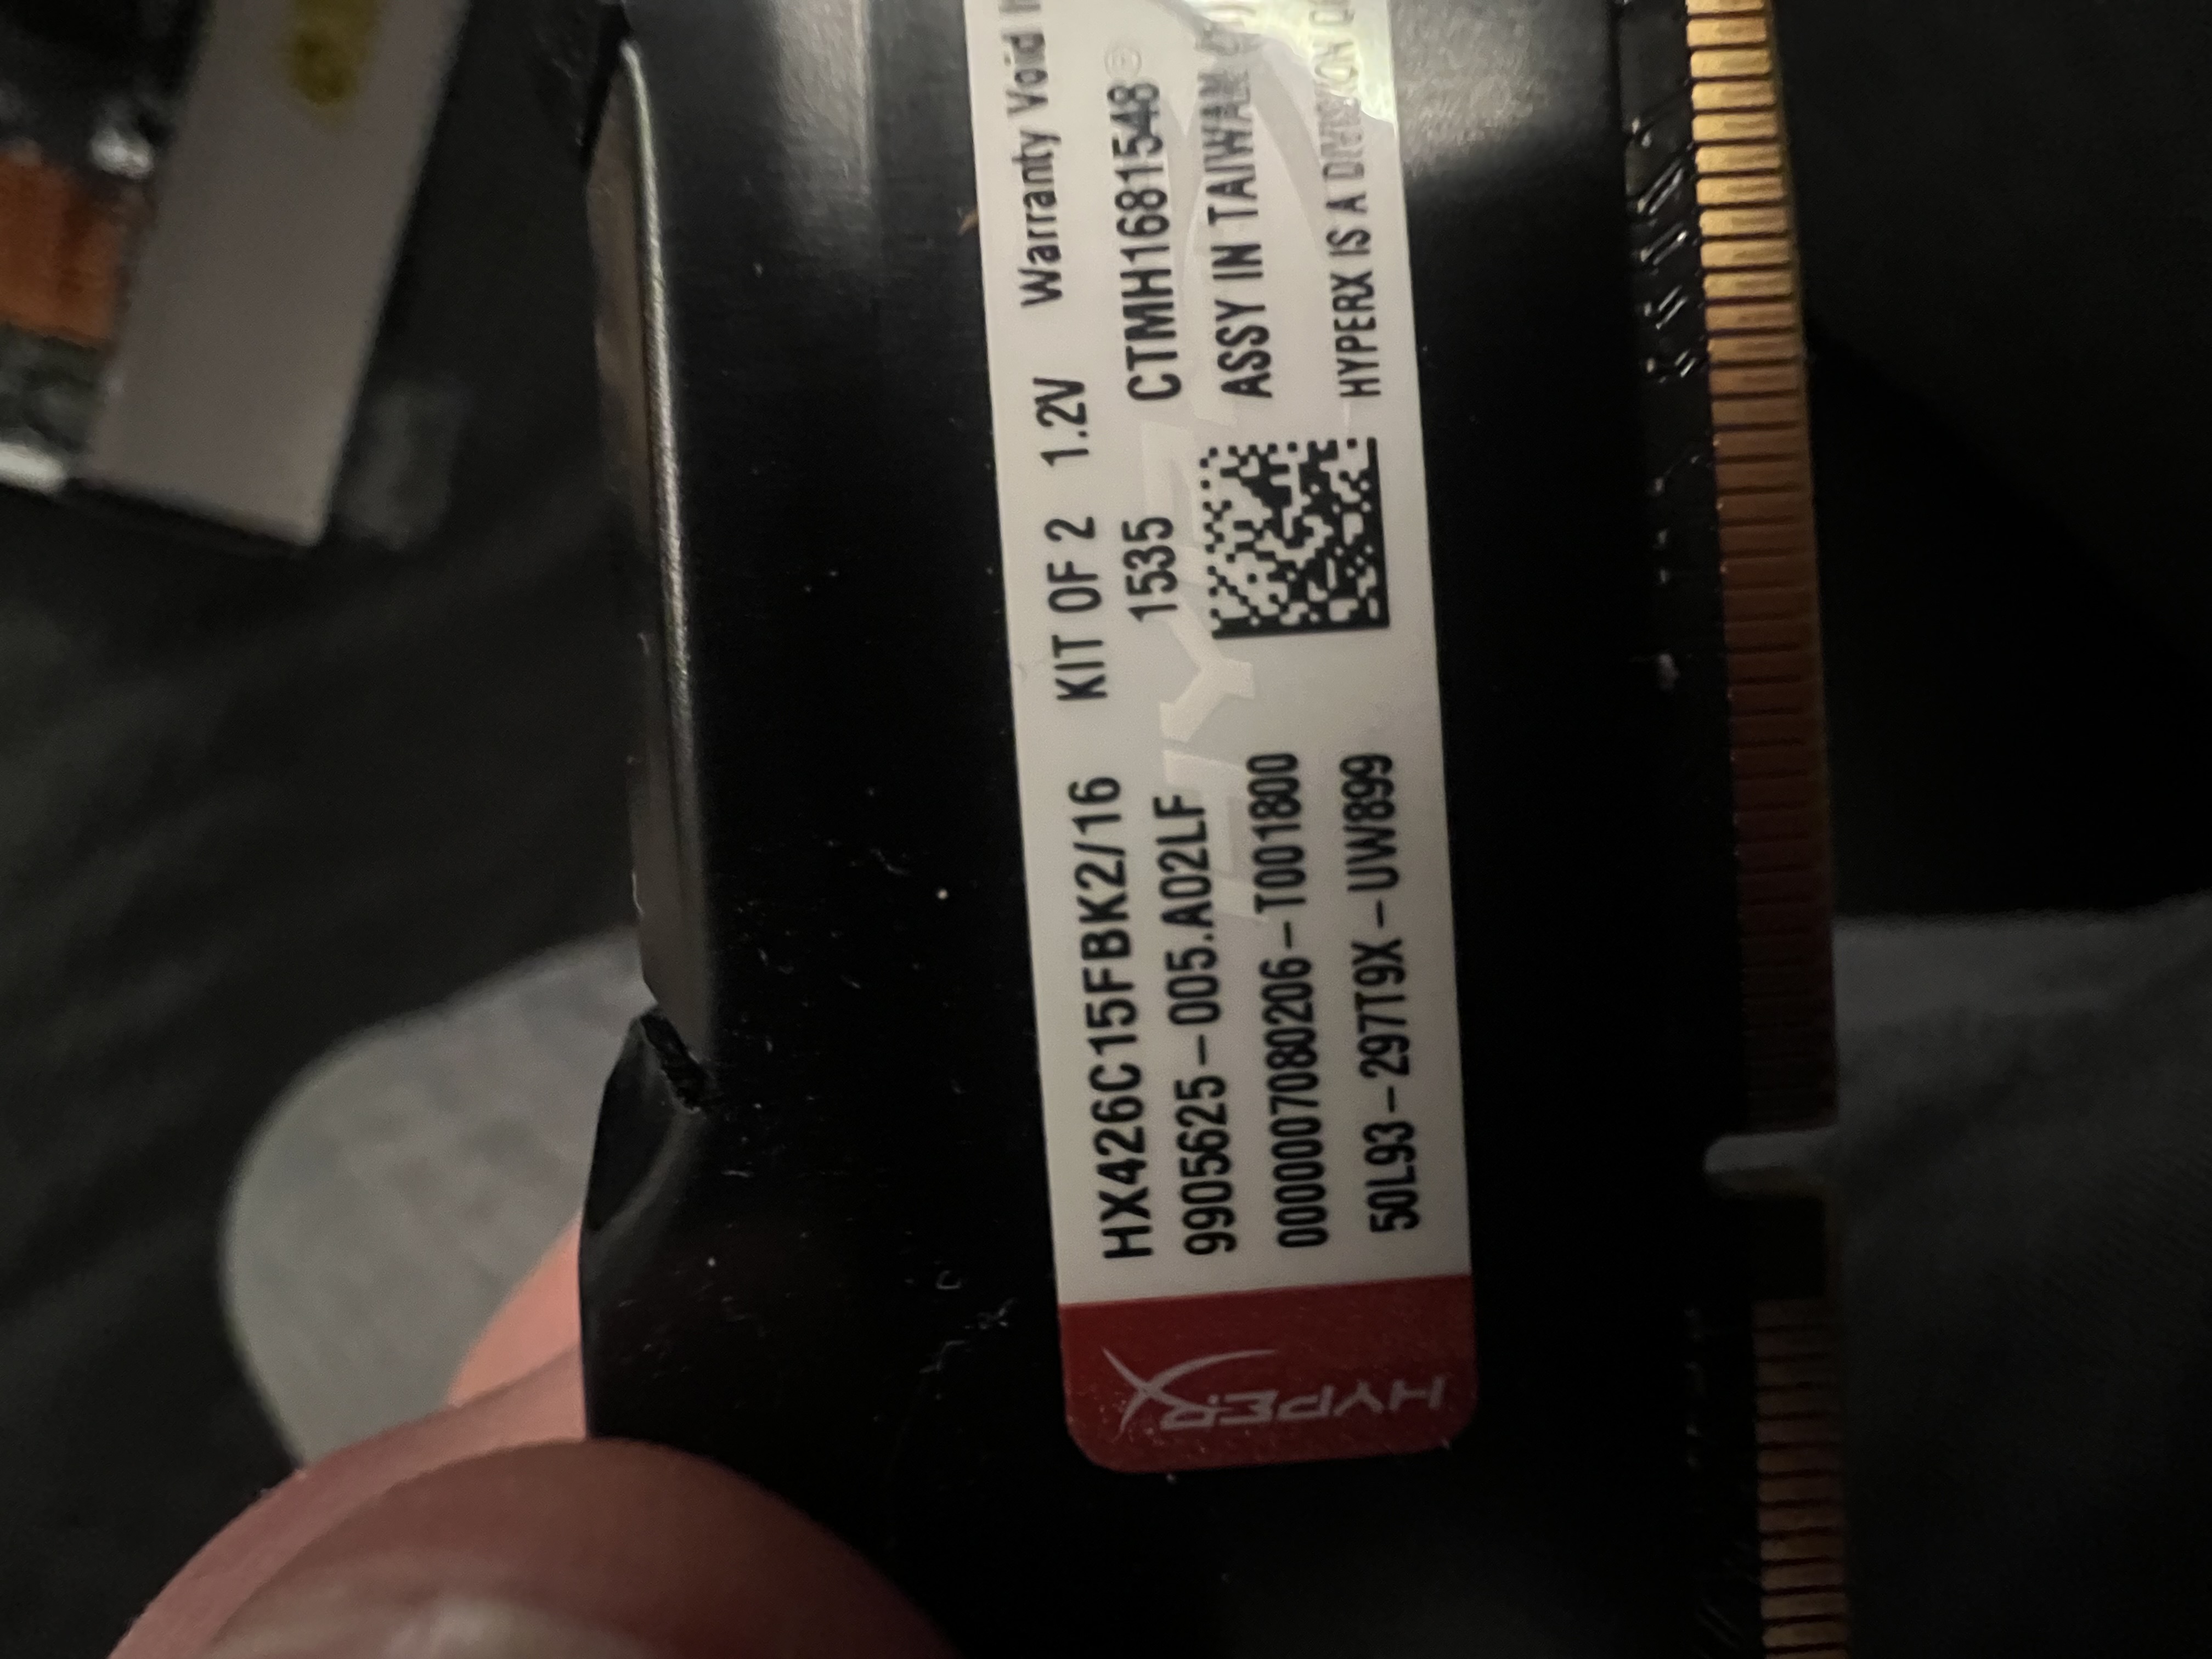 HX426C15FBK2/16 KIT OF 2 1.2V Warranty Void
9905625-005.A02LF 1535 CTMH1681548
0000007080206-T001800 ASSY IN TAIWAN
50L93-297T9X-UW899 HYPERX IS A DIVISION
HYPERX